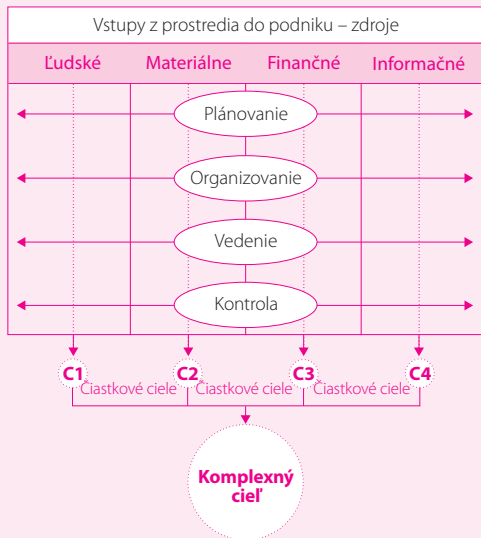 Vstupy z prostredia do podniku – zdroje
Ľudské Materiálne Finančné Informačné
Plánovanie
Organizovanie
Vedenie
Kontrola
C1 C2 C3 C4
Čiastkové ciele Čiastkové ciele Čiastkové ciele
Komplexný
cieľ